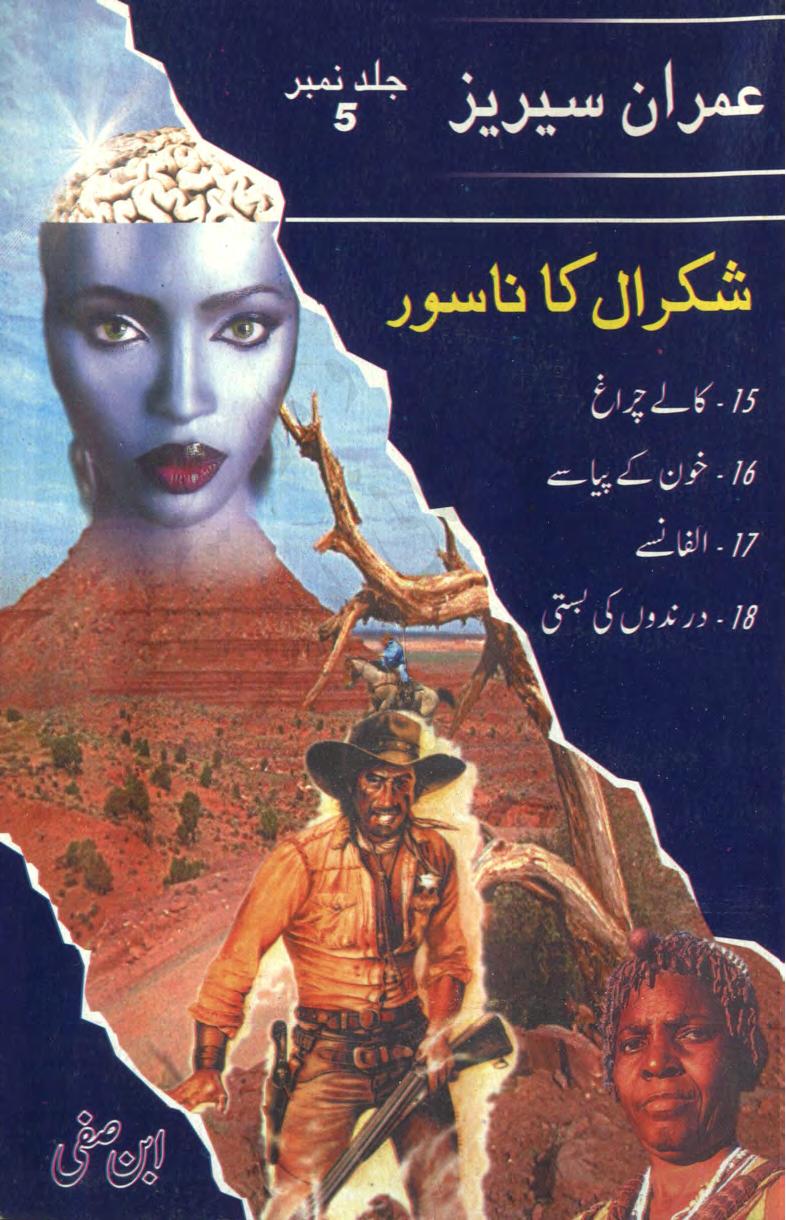 عمران سیریز
جلد نمبر
5
شکرال کا ناسور
15 - کالے چراغ
16 - خون کے پیاسے
17 - الفانسے
18 - درندوں کی بستی
ابن صفی